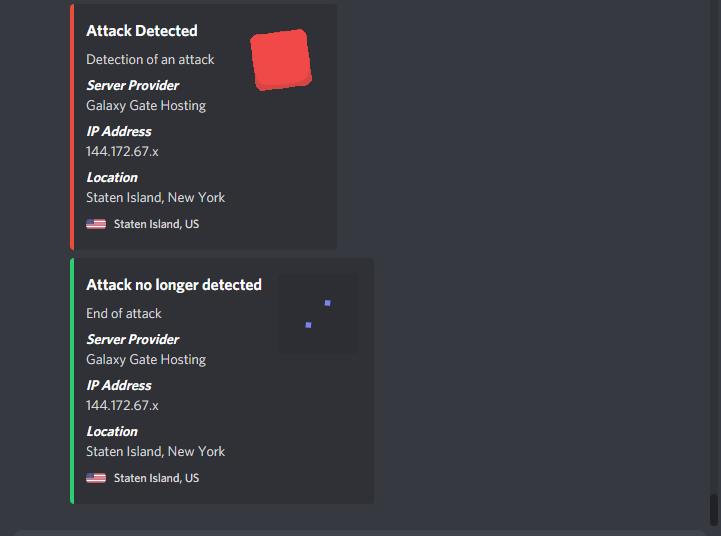 Attack Detected
Detection of an attack
Server Provider
Galaxy Gate Hosting
IP Address
144.172.67.x
Location
Staten Island, New York
Staten Island, US
Attack no longer detected
End of attack
Server Provider
Galaxy Gate Hosting
IP Address
144.172.67.x
Location
Staten Island, New York
Staten Island, US